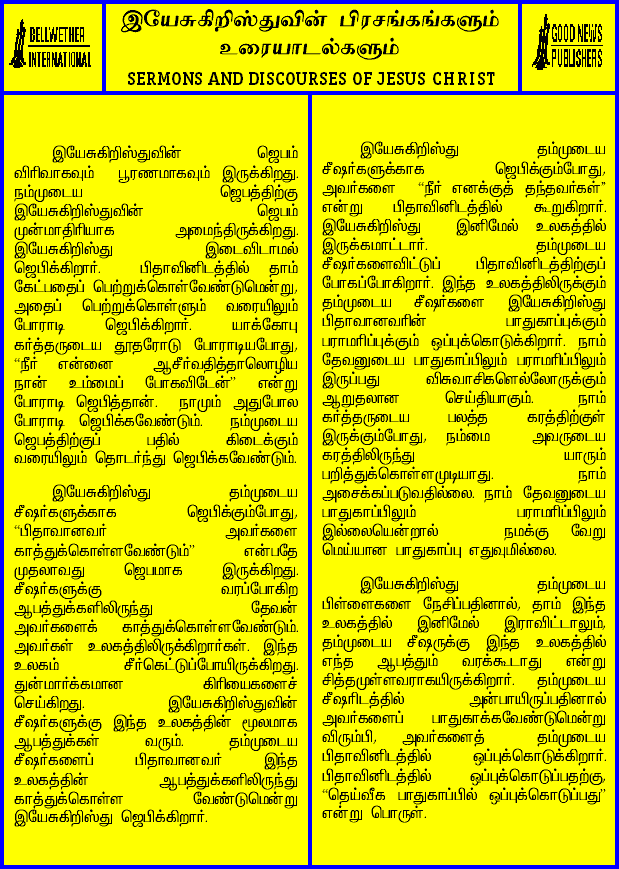 BELLWETHER
INTERNATIONAL
இயேசுகிறிஸ்துவின் பிரசங்கங்களும்
உரையாடல்களும்
SERMONS AND DISCOURSES OF JESUS CHRIST
GOOD NEWS
PUBLISHERS
இயேசுகிறிஸ்துவின் ஜெபம்
விரிவாகவும் பூரணமாகவும் இருக்கிறது.
நம்முடைய ஜெபத்திற்கு
இயேசுகிறிஸ்துவின் ஜெபம்
முன்மாதிரியாக அமைந்திருக்கிறது.
இயேசுகிறிஸ்து இடைவிடாமல்
ஜெபிக்கிறார். பிதாவினிடத்தில் தாம்
கேட்பதைப் பெற்றுக்கொள்வேண்டுமென்று,
அதைப் பெற்றுக்கொள்ளும் வரையிலும்
போராடி ஜெபிக்கிறார். யாக்கோபு
கர்த்தருடைய தூதரோடு போராடியபோது,
“நீர் என்னை ஆசீர்வதித்தாலொழிய
நான் உம்மைப் போகவிடேன்” என்று
போராடி ஜெபித்தான். நாமும் அதுபோல
போராடி ஜெபிக்கவேண்டும். நம்முடைய
ஜெபத்திற்குப் பதில் கிடைக்கும்
வரையிலும் தொடர்ந்து ஜெபிக்கவேண்டும்.
இயேசுகிறிஸ்து தம்முடைய
சீஷர்களுக்காக ஜெபிக்கும்போது,
“பிதாவானவர் அவர்களை
காத்துக்கொள்ளவேண்டும்” என்பதே
முதலாவது ஜெபமாக இருக்கிறது.
சீஷர்களுக்கு வரப்போகிற
ஆபத்துக்களிலிருந்து தேவன்
அவர்களைக் காத்துக்கொள்ளவேண்டும்.
அவர்கள் உலகத்திலிருக்கிறார்கள். இந்த
உலகம் சீர்கெட்டுப்போயிருக்கிறது.
துன்மார்க்கமான கிரியைகளைச்
செய்கிறது. இயேசுகிறிஸ்துவின்
சீஷர்களுக்கு இந்த உலகத்தின் மூலமாக
ஆபத்துக்கள் வரும். தம்முடைய
சீஷர்களைப் பிதாவானவர் இந்த
உலகத்தின் ஆபத்துக்களிலிருந்து
காத்துக்கொள்ள வேண்டுமென்று
இயேசுகிறிஸ்து ஜெபிக்கிறார்.
இயேசுகிறிஸ்து தம்முடைய
சீஷர்களுக்காக ஜெபிக்கும்போது,
அவர்களை “நீர் எனக்குத் தந்தவர்கள்”
என்று பிதாவினிடத்தில் கூறுகிறார்.
இயேசுகிறிஸ்து இனிமேல் உலகத்தில்
இருக்கமாட்டார். தம்முடைய
சீஷர்களைவிட்டுப் பிதாவினிடத்திற்குப்
போகப்போகிறார். இந்த உலகத்திலிருக்கும்
தம்முடைய சீஷர்களை இயேசுகிறிஸ்து
பிதாவானவரின் பாதுகாப்புக்கும்
பராமரிப்புக்கும் ஒப்புக்கொடுக்கிறார். நாம்
தேவனுடைய பாதுகாப்பிலும் பராமரிப்பிலும்
இருப்பது விசுவாசிகளெல்லோருக்கும்
ஆறுதலான செய்தியாகும். நாம்
கர்த்தருடைய பலத்த கரத்திற்குள்
இருக்கும்போது, நம்மை அவருடைய
கரத்திலிருந்து யாரும்
பறித்துக்கொள்ளமுடியாது. நாம்
அசைக்கப்படுவதில்லை. நாம் தேவனுடைய
பாதுகாப்பிலும் பராமரிப்பிலும்
இல்லையென்றால் நமக்கு வேறு
மெய்யான பாதுகாப்பு எதுவுமில்லை.
இயேசுகிறிஸ்து தம்முடைய
பிள்ளைகளை நேசிப்பதினால், தாம் இந்த
உலகத்தில் இனிமேல் இராவிட்டாலும்,
தம்முடைய சீஷருக்கு இந்த உலகத்தில்
எந்த ஆபத்தும் வரக்கூடாது என்று
சித்தமுள்ளவராகயிருக்கிறார். தம்முடைய
சீஷரிடத்தில் அன்பாயிருப்பதினால்
அவர்களைப் பாதுகாக்கவேண்டுமென்று
விரும்பி, அவர்களைத் தம்முடைய
பிதாவினிடத்தில் ஒப்புக்கொடுக்கிறார்.
பிதாவினிடத்தில் ஒப்புக்கொடுப்பதற்கு,
“தெய்வீக பாதுகாப்பில் ஒப்புக்கொடுப்பது”
என்று பொருள்.